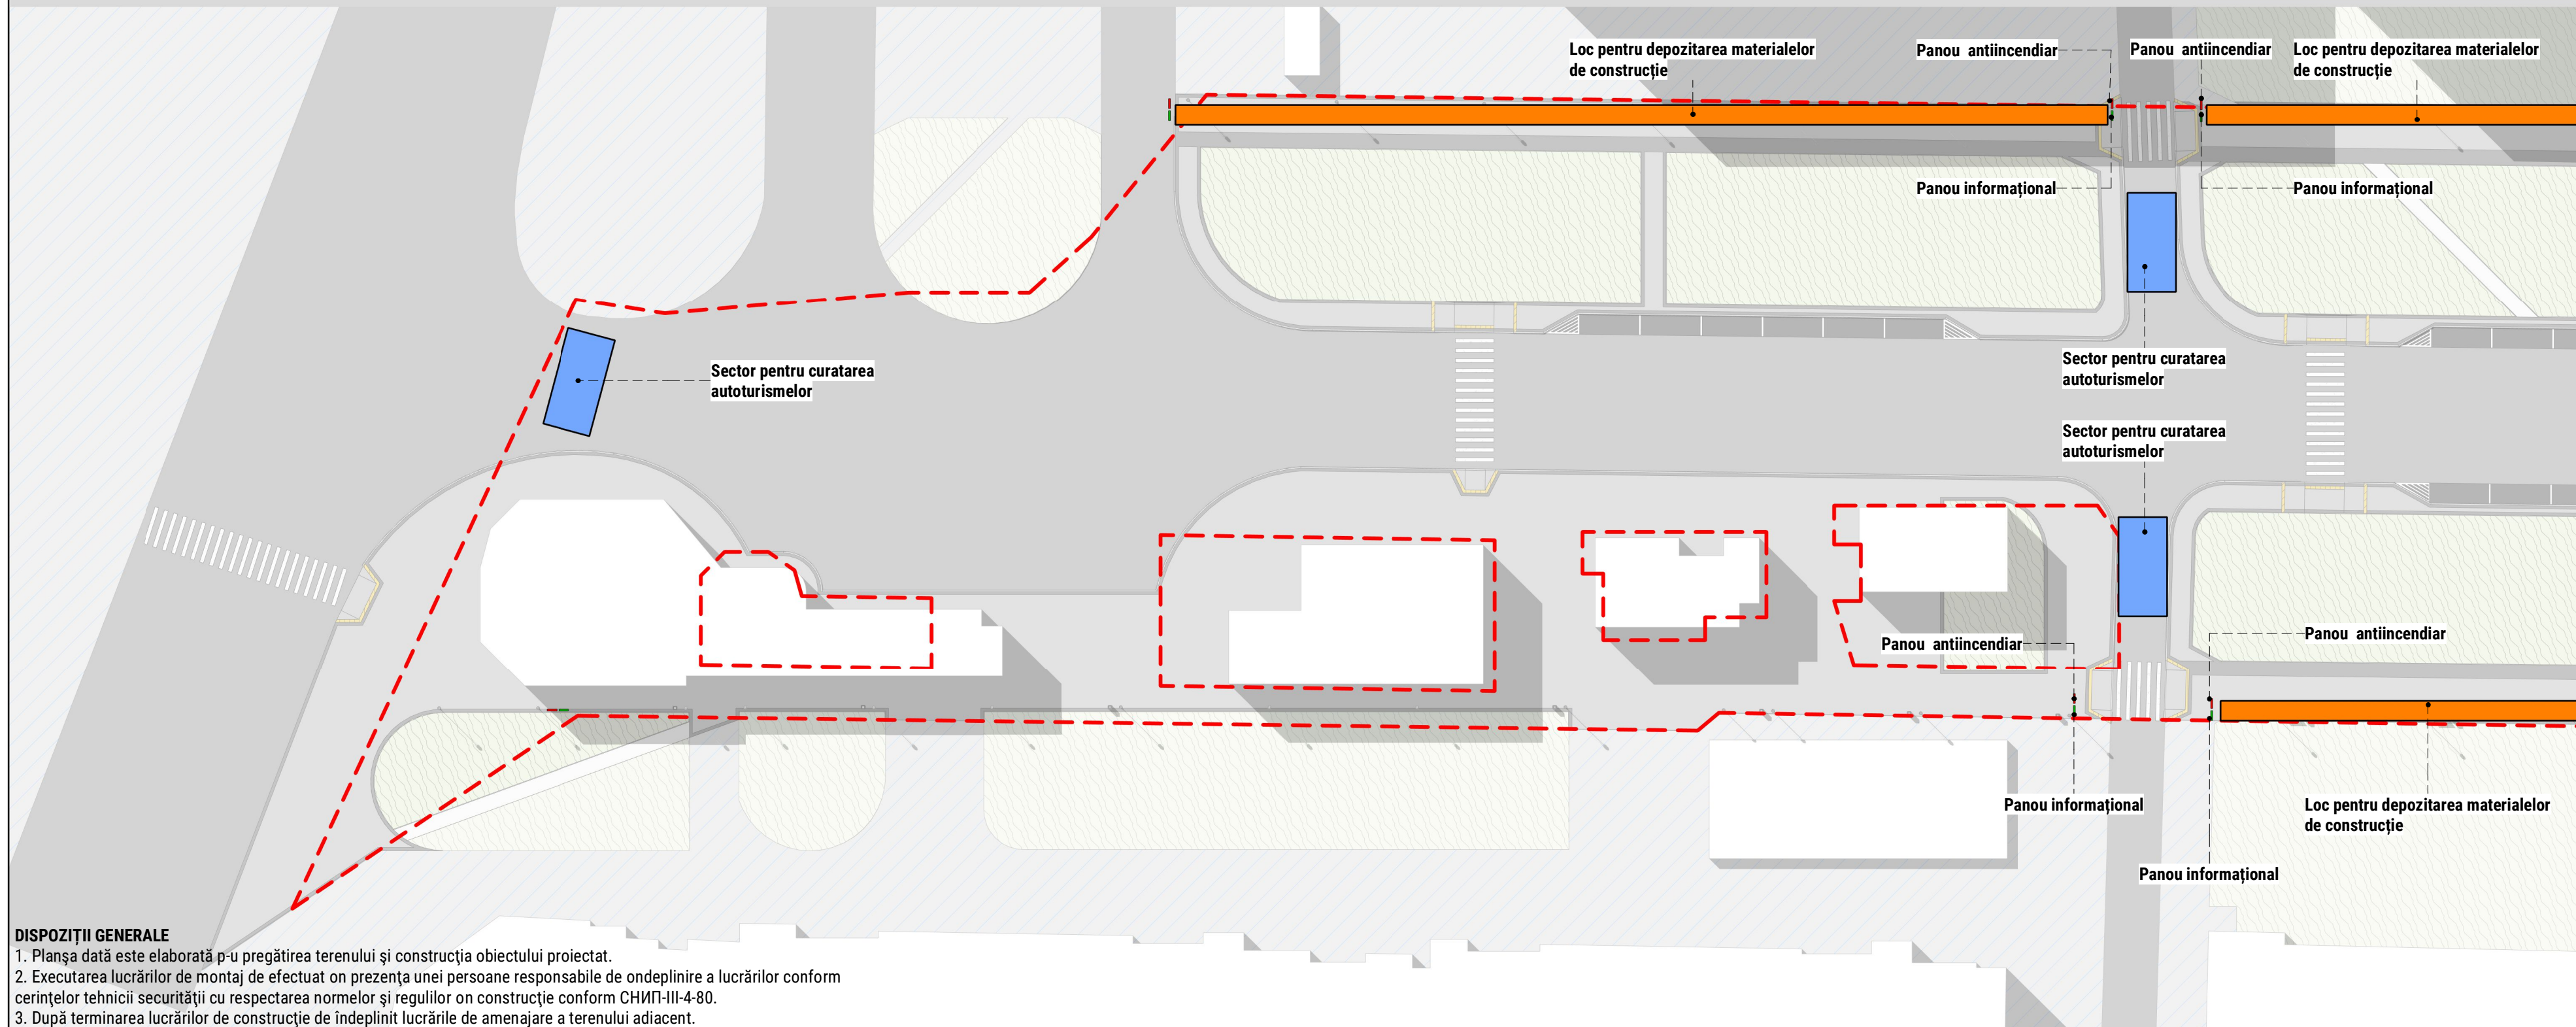 Loc pentru depozitarea materialelor
de construcție
Panou antiincendiar
Panou antiincendiar
Loc pentru depozitarea materialelor
de construcție
Panou informațional
Panou informațional
Sector pentru curatarea
autoturismelor
Sector pentru curatarea
autoturismelor
Sector pentru curatarea
autoturismelor
Panou antiincendiar
Panou antiincendiar
Panou informațional
Loc pentru depozitarea materialelor
de construcție
Panou informațional
DISPOZIȚII GENERALE
1. Planşa dată este elaborată p-u pregătirea terenului şi construcţia obiectului proiectat.
2. Executarea lucrărilor de montaj de efectuat on prezenţa unei persoane responsabile de ondeplinire a lucrărilor conform
cerinţelor tehnicii securităţii cu respectarea normelor şi regulilor on construcţie conform СНИП-III-4-80.
3. După terminarea lucrărilor de construcţie de îndeplinit lucrările de amenajare a terenului adiacent.